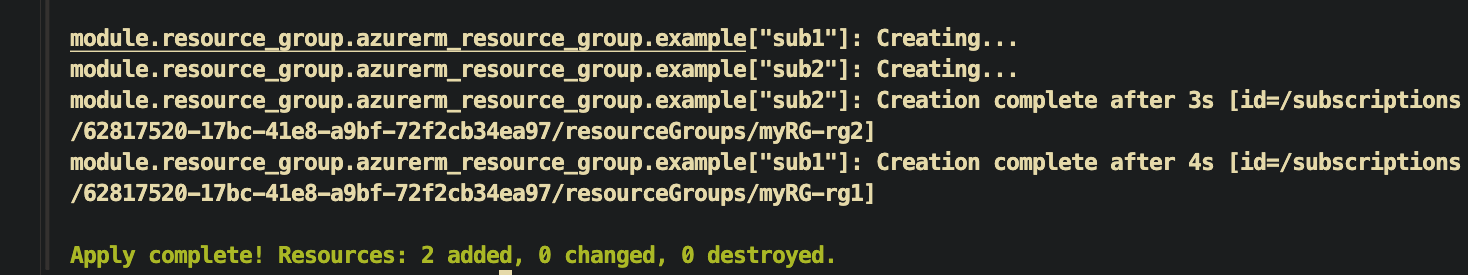 module.resource_group.azurerm_resource_group.example["sub1"]: Creating...
module.resource_group.azurerm_resource_group.example["sub2"]: Creating...
module.resource_group.azurerm_resource_group.example["sub2"]: Creation complete after 3s [id=/subscriptions
/62817520-17bc-41e8-a9bf-72f2cb34ea97/resourceGroups/myRG-rg2]
module.resource_group.azurerm_resource_group.example["sub1"]: Creation complete after 4s [id=/subscriptions
/62817520-17bc-41e8-a9bf-72f2cb34ea97/resourceGroups/myRG-rg1]
Apply complete! Resources: 2 added, 0 changed, 0 destroyed.